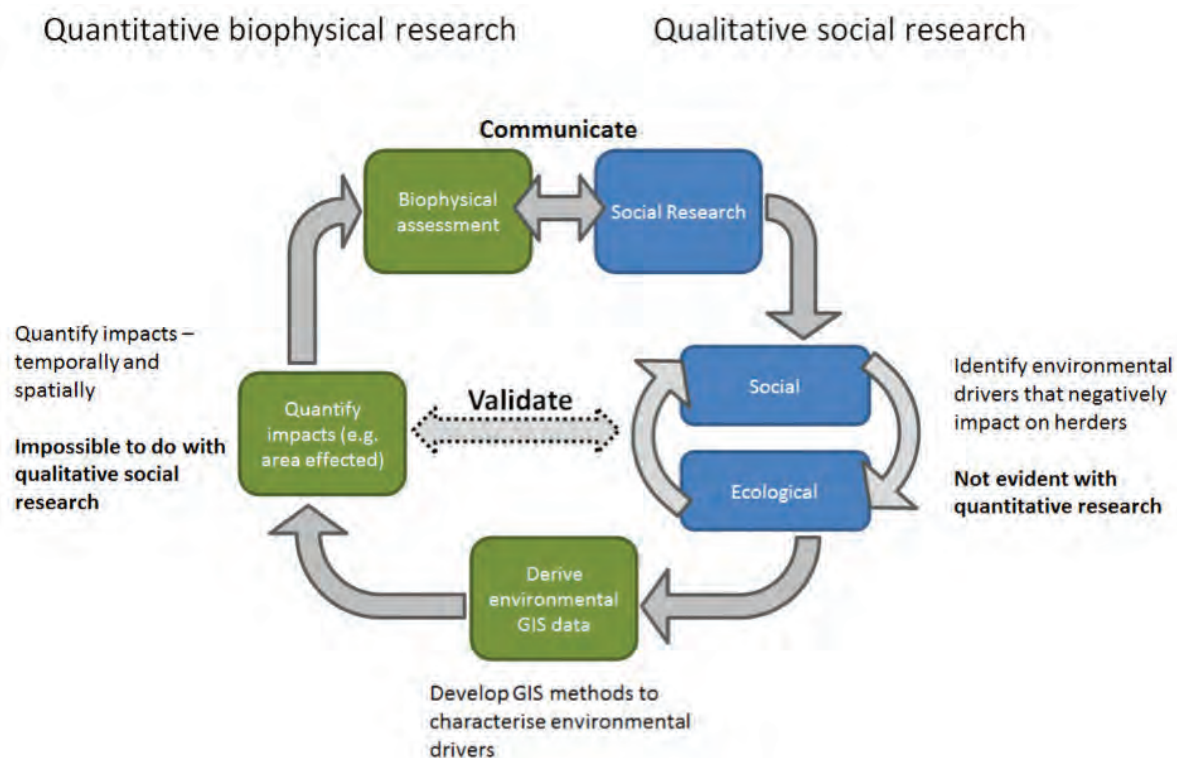 Quantitative biophysical research
Qualitative social research
Communicate
Biophysical
assessment
Social Research
Quantify impacts –
temporally and
spatially
Impossible to do with
qualitative social
research
Quantify
impacts (e.g.
area effected)
Validate
Social
Ecological
Identify environmental
drivers that negatively
impact on herders
Not evident with
quantitative research
Derive
environmental
GIS data
Develop GIS methods to
characterise environmental
drivers